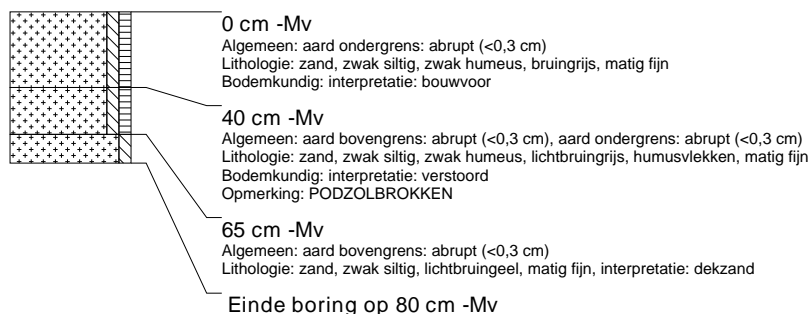 0 cm -Mv
Algemeen: aard ondergrens: abrupt (<0,3 cm)
Lithologie: zand, zwak siltig, zwak humeus, bruingrijs, matig fijn
Bodemkundig: interpretatie: bouwvoor
40 cm -Mv
Algemeen: aard bovengrens: abrupt (<0,3 cm), aard ondergrens: abrupt (<0,3 cm)
Lithologie: zand, zwak siltig, zwak humeus, lichtbruingrijs, humusvlekken, matig fijn
Bodemkundig: interpretatie: verstoord
Opmerking: PODZOLBROKKEN
65 cm -Mv
Algemeen: aard bovengrens: abrupt (<0,3 cm)
Lithologie: zand, zwak siltig, lichtbruingeel, matig fijn, interpretatie: dekzand
Einde boring op 80 cm -Mv